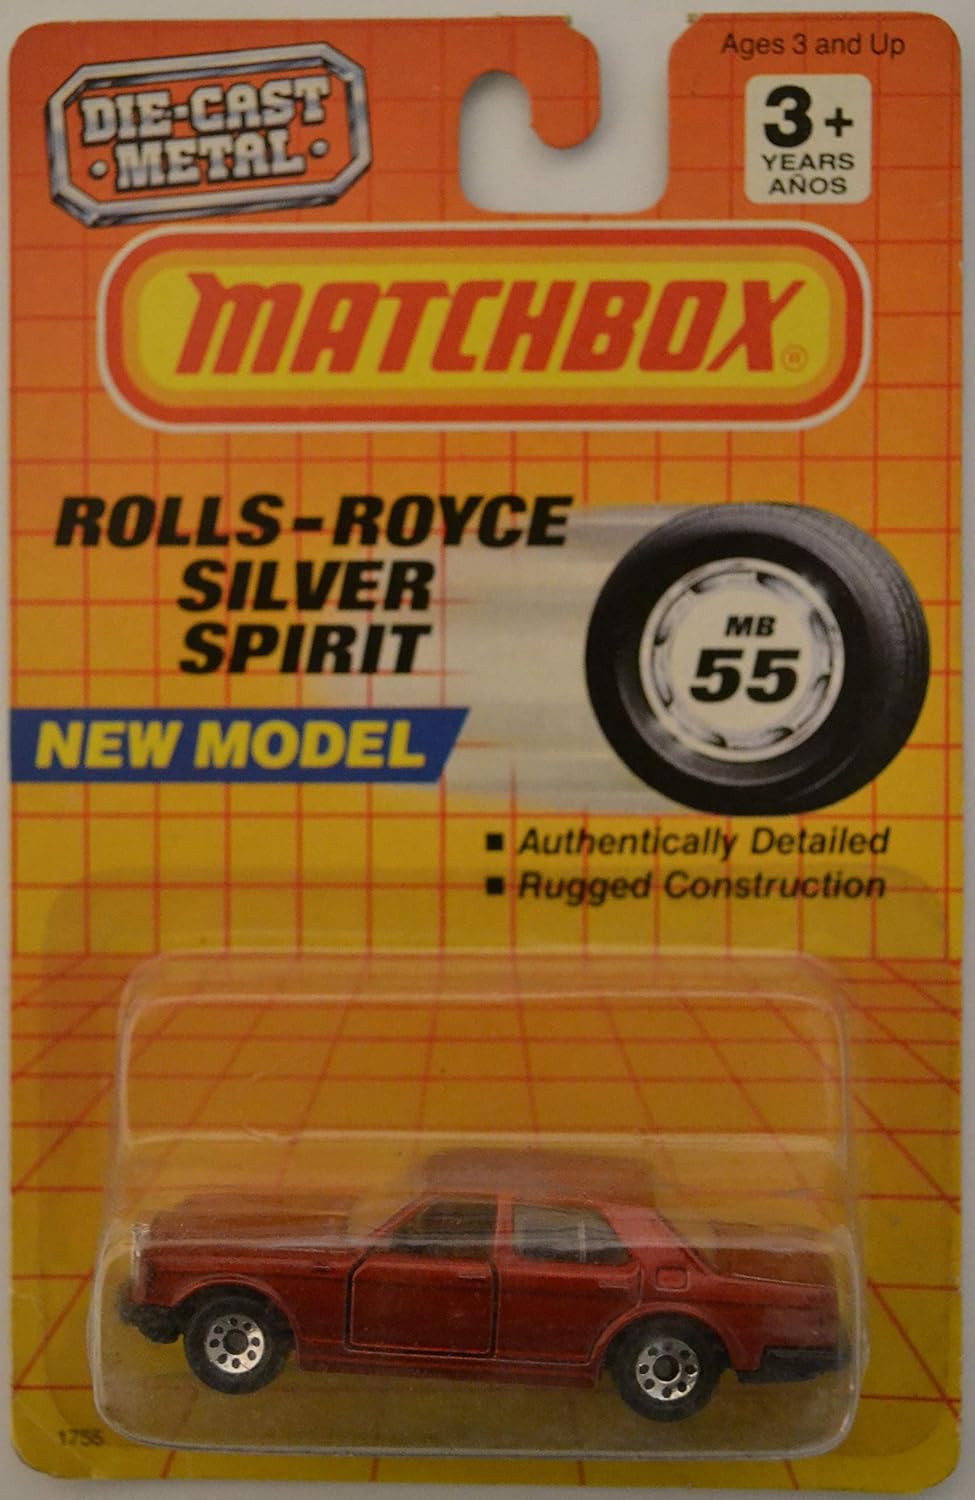 Ages 3 and Up
DIE-CAST
• METAL •
3+
YEARS
AÑOS
MATCHBOX®
ROLLS-ROYCE
SILVER
SPIRIT
MB
55
NEW MODEL
▪ Authentically Detailed
▪ Rugged Construction
1755